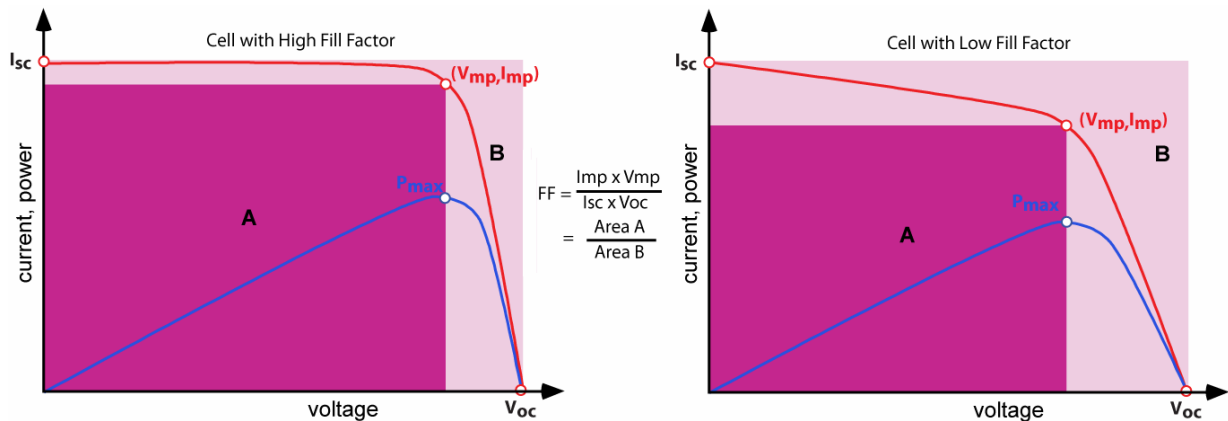 Cell with High Fill Factor
Isc
(Vmp,Imp)
B
Pmax
A
current, power
voltage
Voc
FF = Imp x Vmp
Isc x Voc
= Area A
Area B
Cell with Low Fill Factor
Isc
(Vmp,Imp)
B
Pmax
A
current, power
voltage
Voc